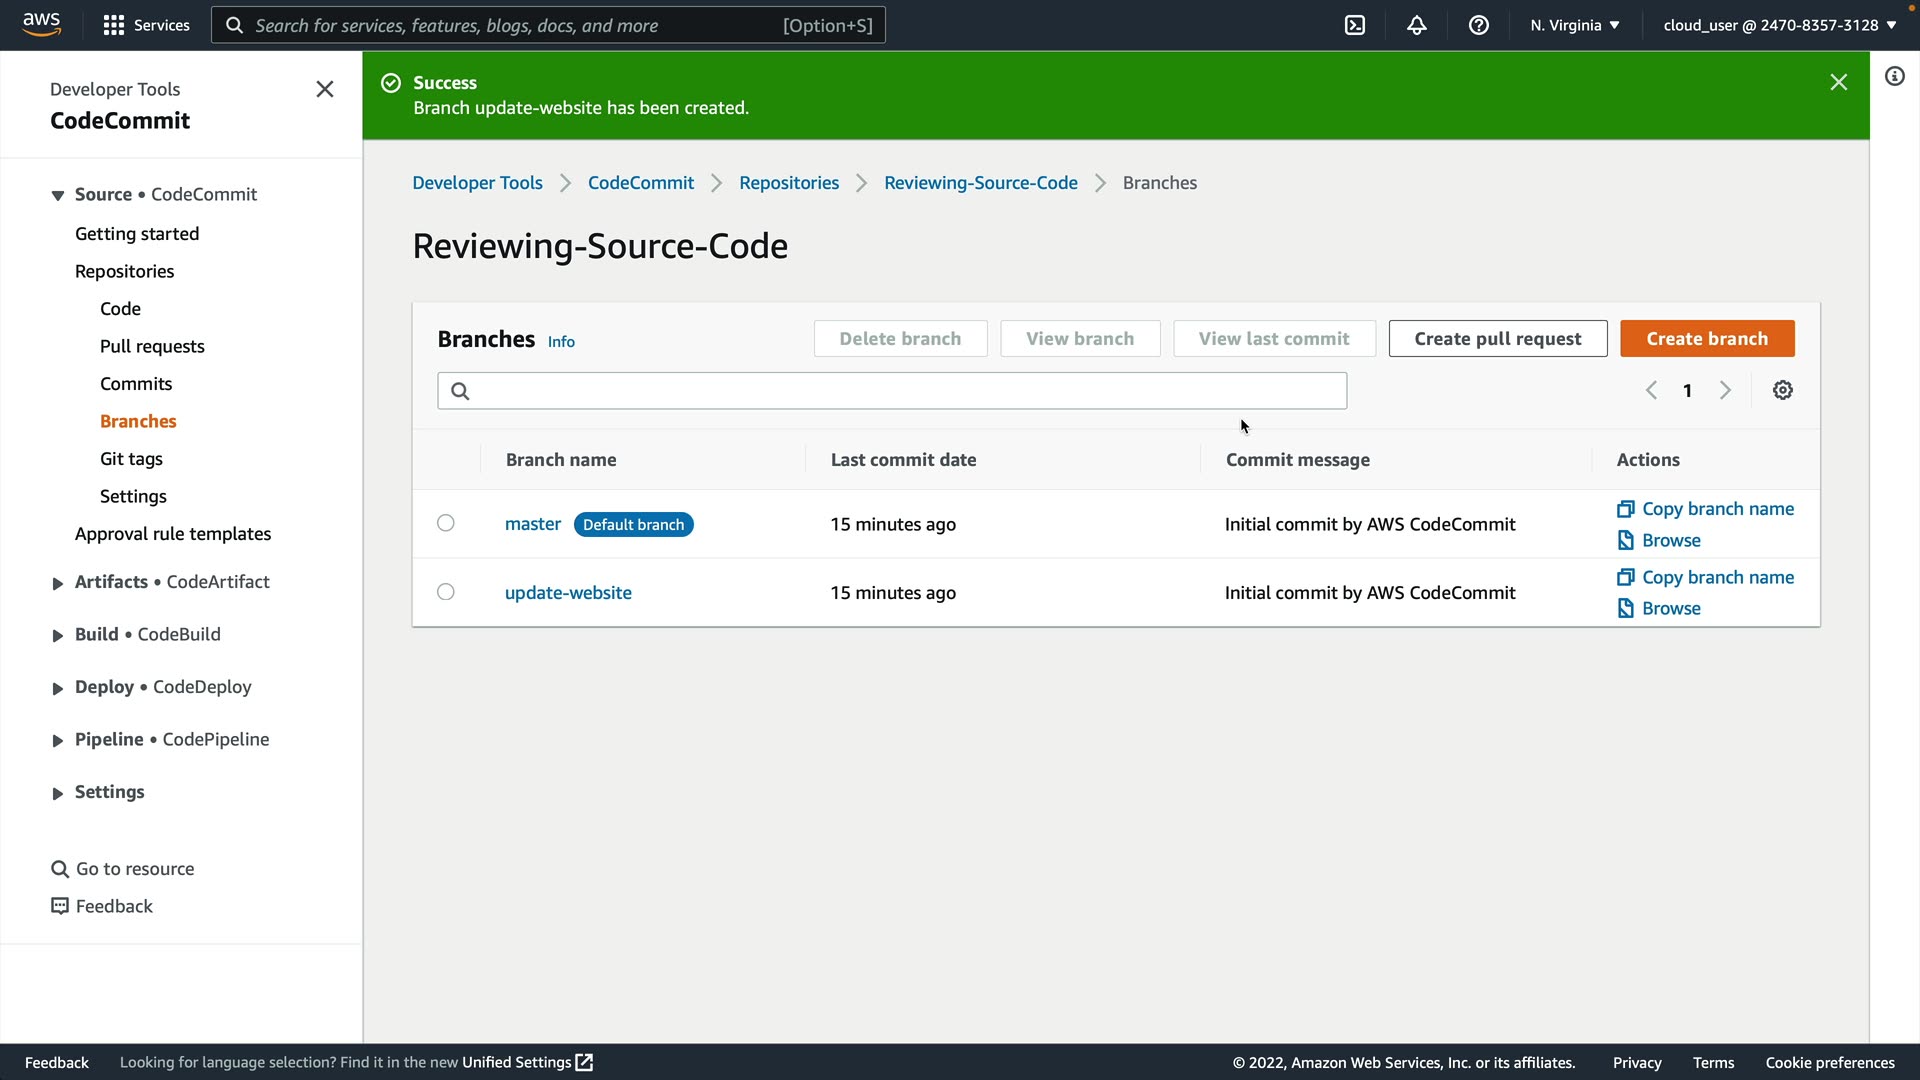 aws
Services
Search for services, features, blogs, docs, and more
[Option+S]
N. Virginia
cloud_user @ 2470-8357-3128
Developer Tools
CodeCommit
Source • CodeCommit
Getting started
Repositories
Code
Pull requests
Commits
Branches
Git tags
Settings
Approval rule templates
Artifacts • CodeArtifact
Build • CodeBuild
Deploy • CodeDeploy
Pipeline • CodePipeline
Settings
Go to resource
Feedback
Success
Branch update-website has been created.
Developer Tools
CodeCommit
Repositories
Reviewing-Source-Code
Branches
Reviewing-Source-Code
Branches
Info
Delete branch
View branch
View last commit
Create pull request
Create branch
1
Branch name
Last commit date
Commit message
Actions
master
Default branch
15 minutes ago
Initial commit by AWS CodeCommit
Copy branch name
Browse
update-website
15 minutes ago
Initial commit by AWS CodeCommit
Copy branch name
Browse
Feedback
Looking for language selection? Find it in the new Unified Settings
© 2022, Amazon Web Services, Inc. or its affiliates.
Privacy
Terms
Cookie preferences